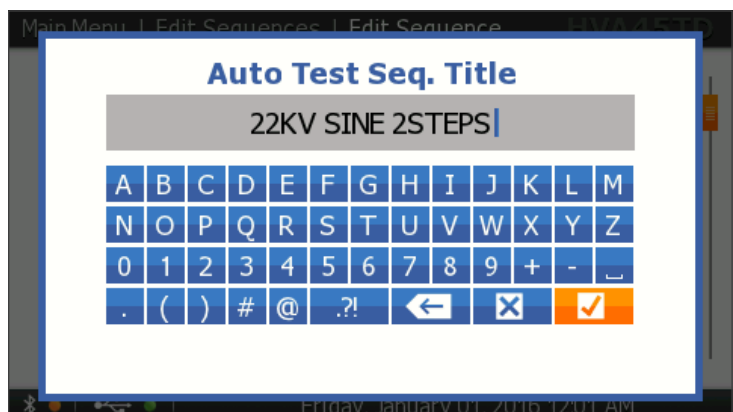 Main Menu | Edit Sequences | Edit Sequence HVA45TD
Auto Test Seq. Title
22KV SINE 2STEPS
A B C D E F G H I J K L M
N O P Q R S T U V W X Y Z
0 1 2 3 4 5 6 7 8 9 + -
. ( ) # @ .?!
Friday January 01 2016 12:01 AM